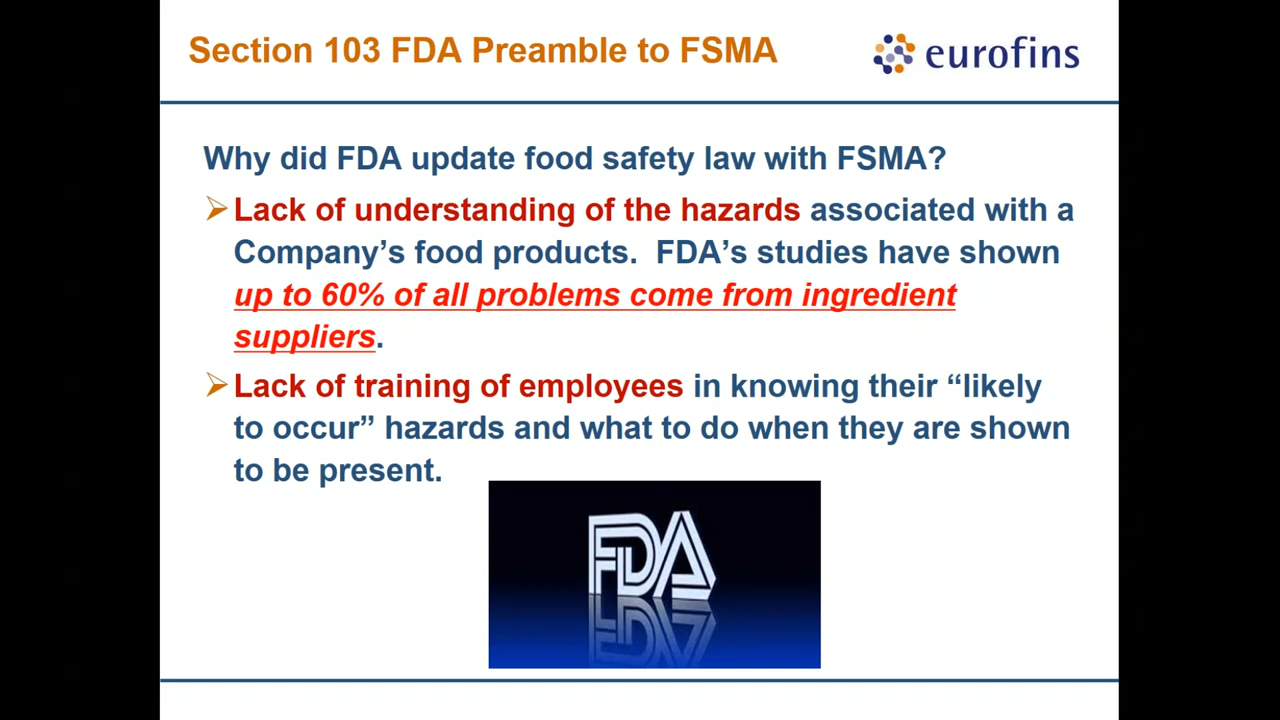 Section 103 FDA Preamble to FSMA
eurofins
Why did FDA update food safety law with FSMA?
Lack of understanding of the hazards associated with a
Company’s food products.  FDA’s studies have shown
up to 60% of all problems come from ingredient
suppliers.
Lack of training of employees in knowing their “likely
to occur” hazards and what to do when they are shown
to be present.
FDA